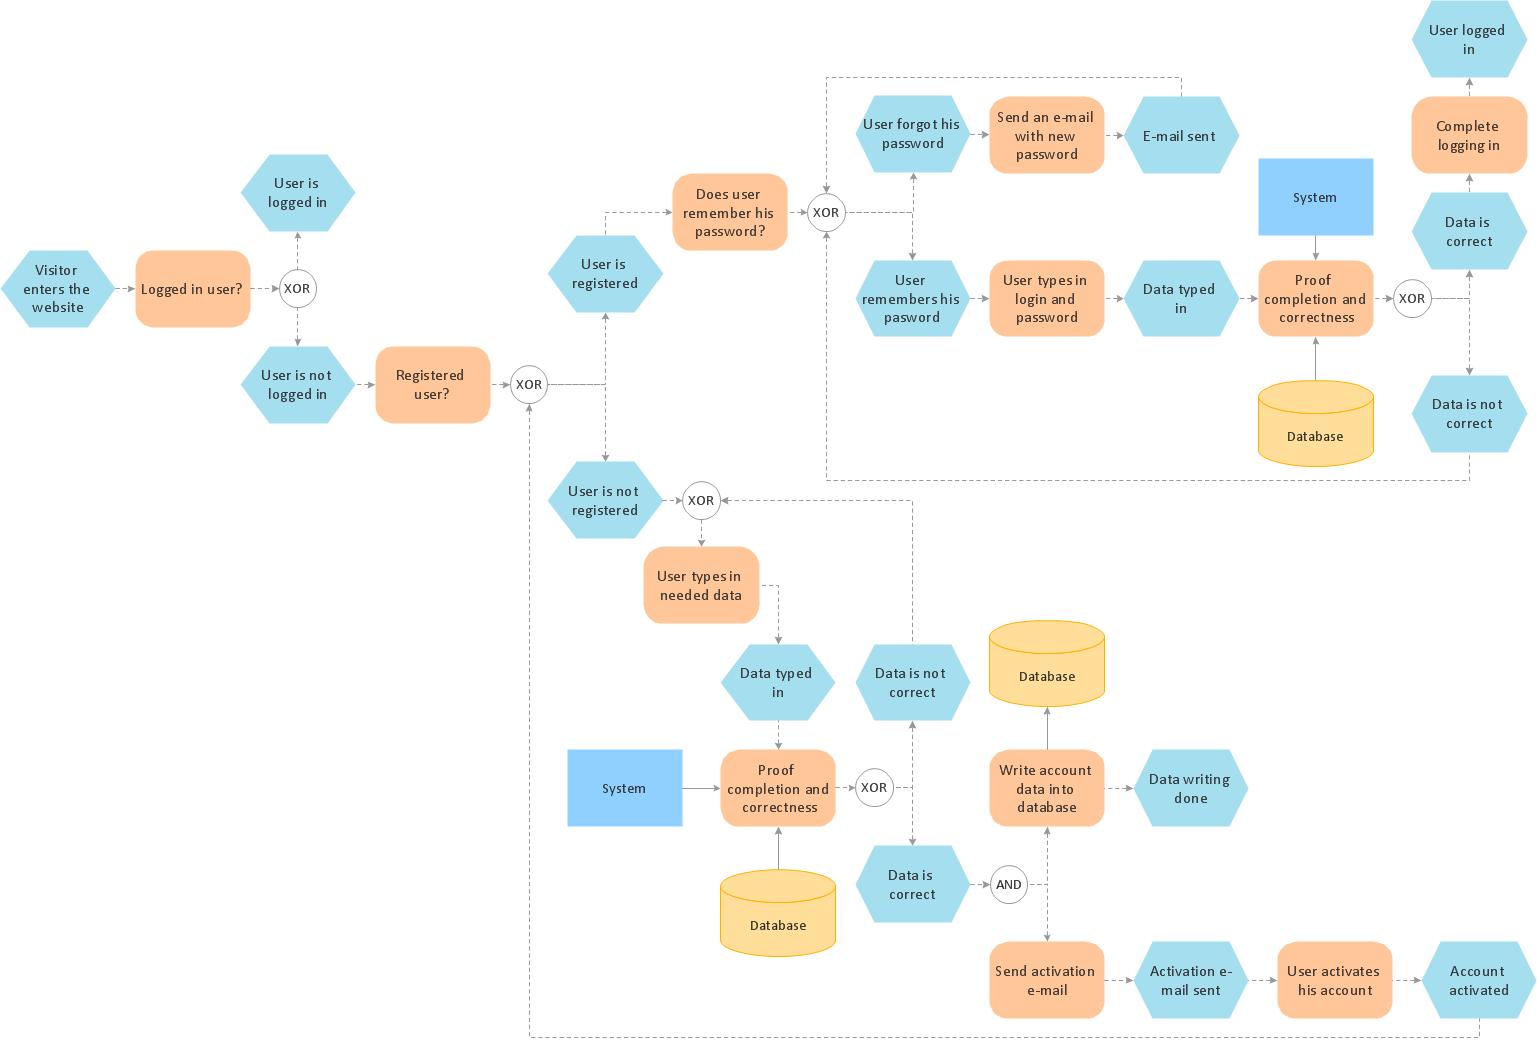 User logged
in
Complete
logging in
User forgot his
password
Send an e-mail
with new
password
E-mail sent
System
User is
logged in
Does user
remember his
password?
XOR
Data is
correct
Visitor
enters the
website
Logged in user?
XOR
User is
registered
User
remembers his
pasword
User types in
login and
password
Data typed
in
Proof
completion and
correctness
XOR
User is not
logged in
Registered
user?
XOR
Database
Data is not
correct
User is not
registered
XOR
User types in
needed data
Data typed
in
Data is not
correct
Database
System
Proof
completion and
correctness
XOR
Write account
data into
database
Data writing
done
Database
Data is
correct
AND
Send activation
e-mail
Activation e-
mail sent
User activates
his account
Account
activated